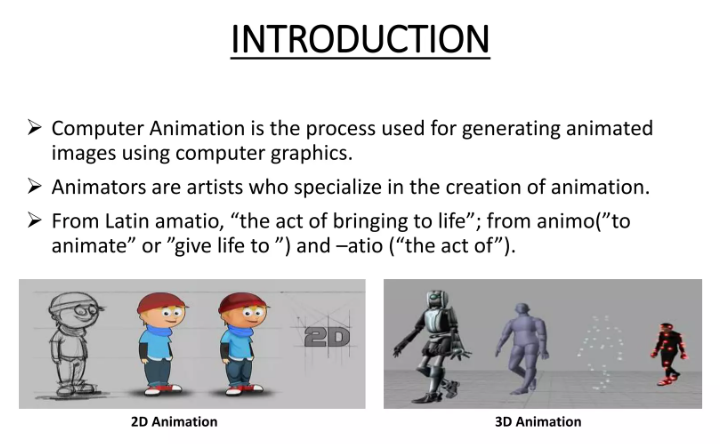 INTRODUCTION
➢ Computer Animation is the process used for generating animated
images using computer graphics.
➢ Animators are artists who specialize in the creation of animation.
➢ From Latin amatio, “the act of bringing to life”; from animo(”to
animate” or ”give life to ”) and –atio (“the act of”).
2D
2D Animation
3D Animation